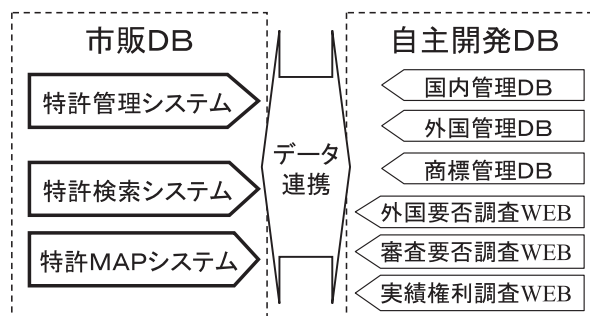 市販DB
特許管理システム
特許検索システム
特許MAPシステム
データ
連携
自主開発DB
国内管理DB
外国管理DB
商標管理DB
外国要否調査WEB
審査要否調査WEB
実績権利調査WEB